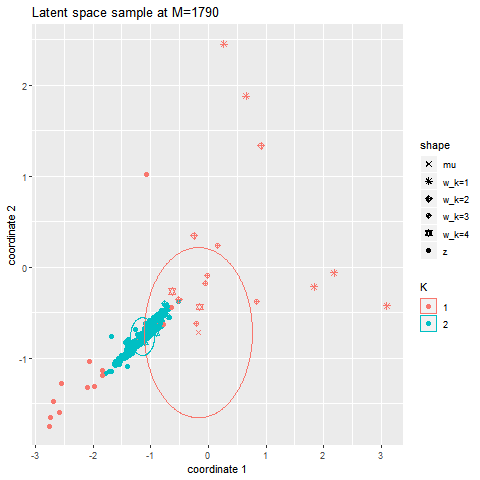 Latent space sample at M=1790
coordinate 2
2
1
0
-1
-3
-2
-1
0
1
2
3
coordinate 1
shape
mu
w_k=1
w_k=2
w_k=3
w_k=4
z
K
1
2